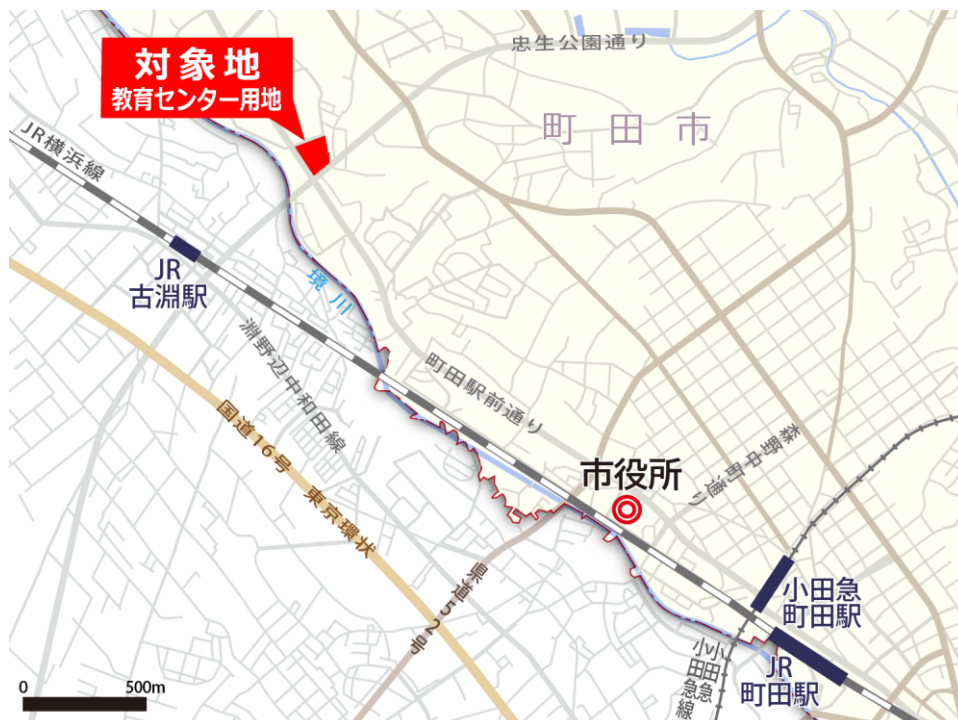 忠生公園通り
対象地
教育センター用地
町田市
JR横浜線
JR
古淵駅
境川
淵野辺中和田線
町田駅前通り
国道16号 東京環状
市役所
森野中町通り
県道52号
小田急
町田駅
小田急線
小田急線
JR
町田駅
0 500m